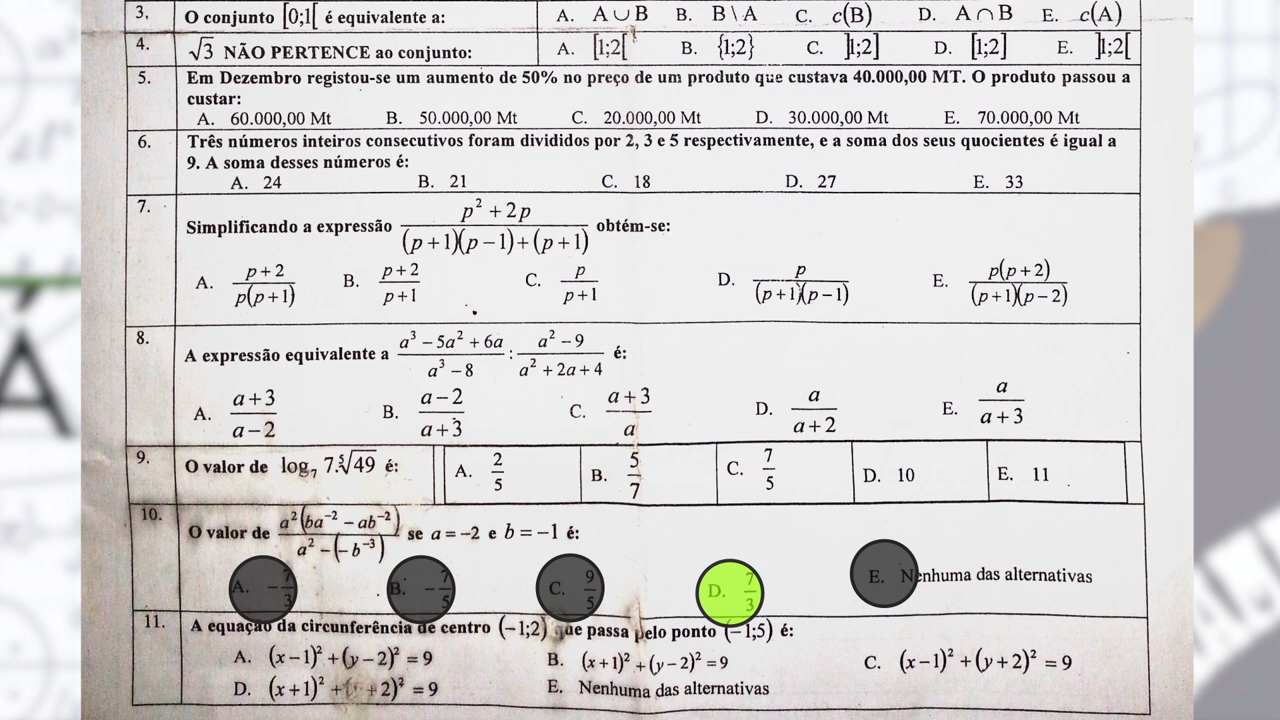 3. O conjunto [0;1[ é equivalente a: A. A∪B B. B\A C. c(B) D. A∩B E. c(A)
4. √3 NÃO PERTENCE ao conjunto: A. [1;2[ B. {1;2} C. ]1;2] D. [1;2] E. ]1;2[
5. Em Dezembro registou-se um aumento de 50% no preço de um produto que custava 40.000,00 MT. O produto passou a
custar:
A. 60.000,00 Mt B. 50.000,00 Mt C. 20.000,00 Mt D. 30.000,00 Mt E. 70.000,00 Mt
6. Três números inteiros consecutivos foram divididos por 2, 3 e 5 respectivamente, e a soma dos seus quocientes é igual a
9. A soma desses números é:
A. 24 B. 21 C. 18 D. 27 E. 33
7. Simplificando a expressão (p²+2p)/((p+1)(p−1)+(p+1)) obtém-se:
A. (p+2)/(p(p+1)) B. (p+2)/(p+1) C. p/(p+1) D. p/((p+1)(p−1)) E. (p(p+2))/((p+1)(p−2))
8. A expressão equivalente a (a³−5a²+6a)/(a³−8) : (a²−9)/(a²+2a+4) é:
A. (a+3)/(a−2) B. (a−2)/(a+3) C. (a+3)/a D. a/(a+2) E. a/(a+3)
9. O valor de log₇ 7.⁵√49 é: A. 2/5 B. 5/7 C. 7/5 D. 10 E. 11
10. O valor de (a²(ba⁻²−ab⁻²))/(a²−(−b⁻³)) se a=−2 e b=−1 é:
A. −7/3 B. −7/5 C. 9/5 D. 7/3 E. Nenhuma das alternativas
11. A equação da circunferência de centro (−1;2) que passa pelo ponto (−1;5) é:
A. (x−1)²+(y−2)²=9 B. (x+1)²+(y−2)²=9 C. (x−1)²+(y+2)²=9
D. (x+1)²+(y+2)²=9 E. Nenhuma das alternativas